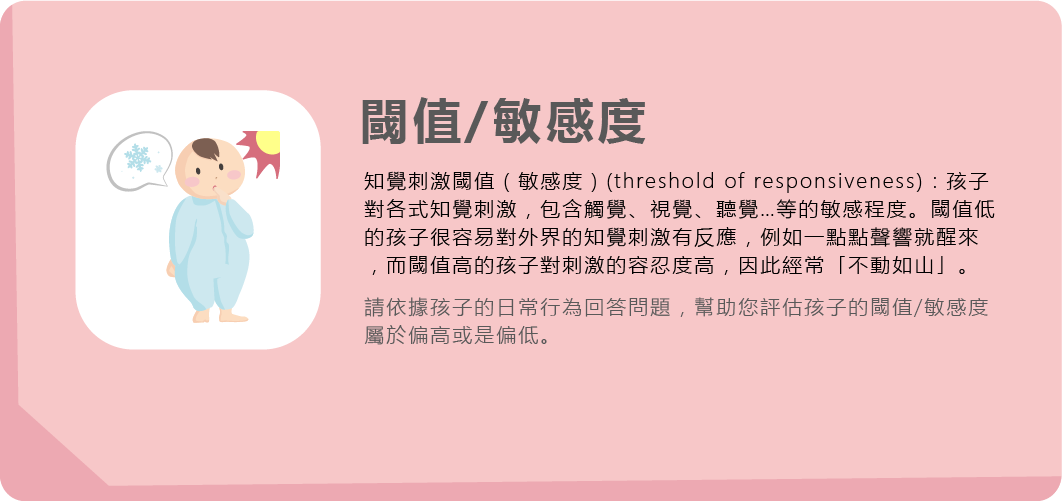 閾值/敏感度
知覺刺激閾值（敏感度）(threshold of responsiveness)：孩子
對各式知覺刺激，包含觸覺、視覺、聽覺...等的敏感程度。閾值低
的孩子很容易對外界的知覺刺激有反應，例如一點點聲響就醒來
，而閾值高的孩子對刺激的容忍度高，因此經常「不動如山」。
請依據孩子的日常行為回答問題，幫助您評估孩子的閾值/敏感度
屬於偏高或是偏低。